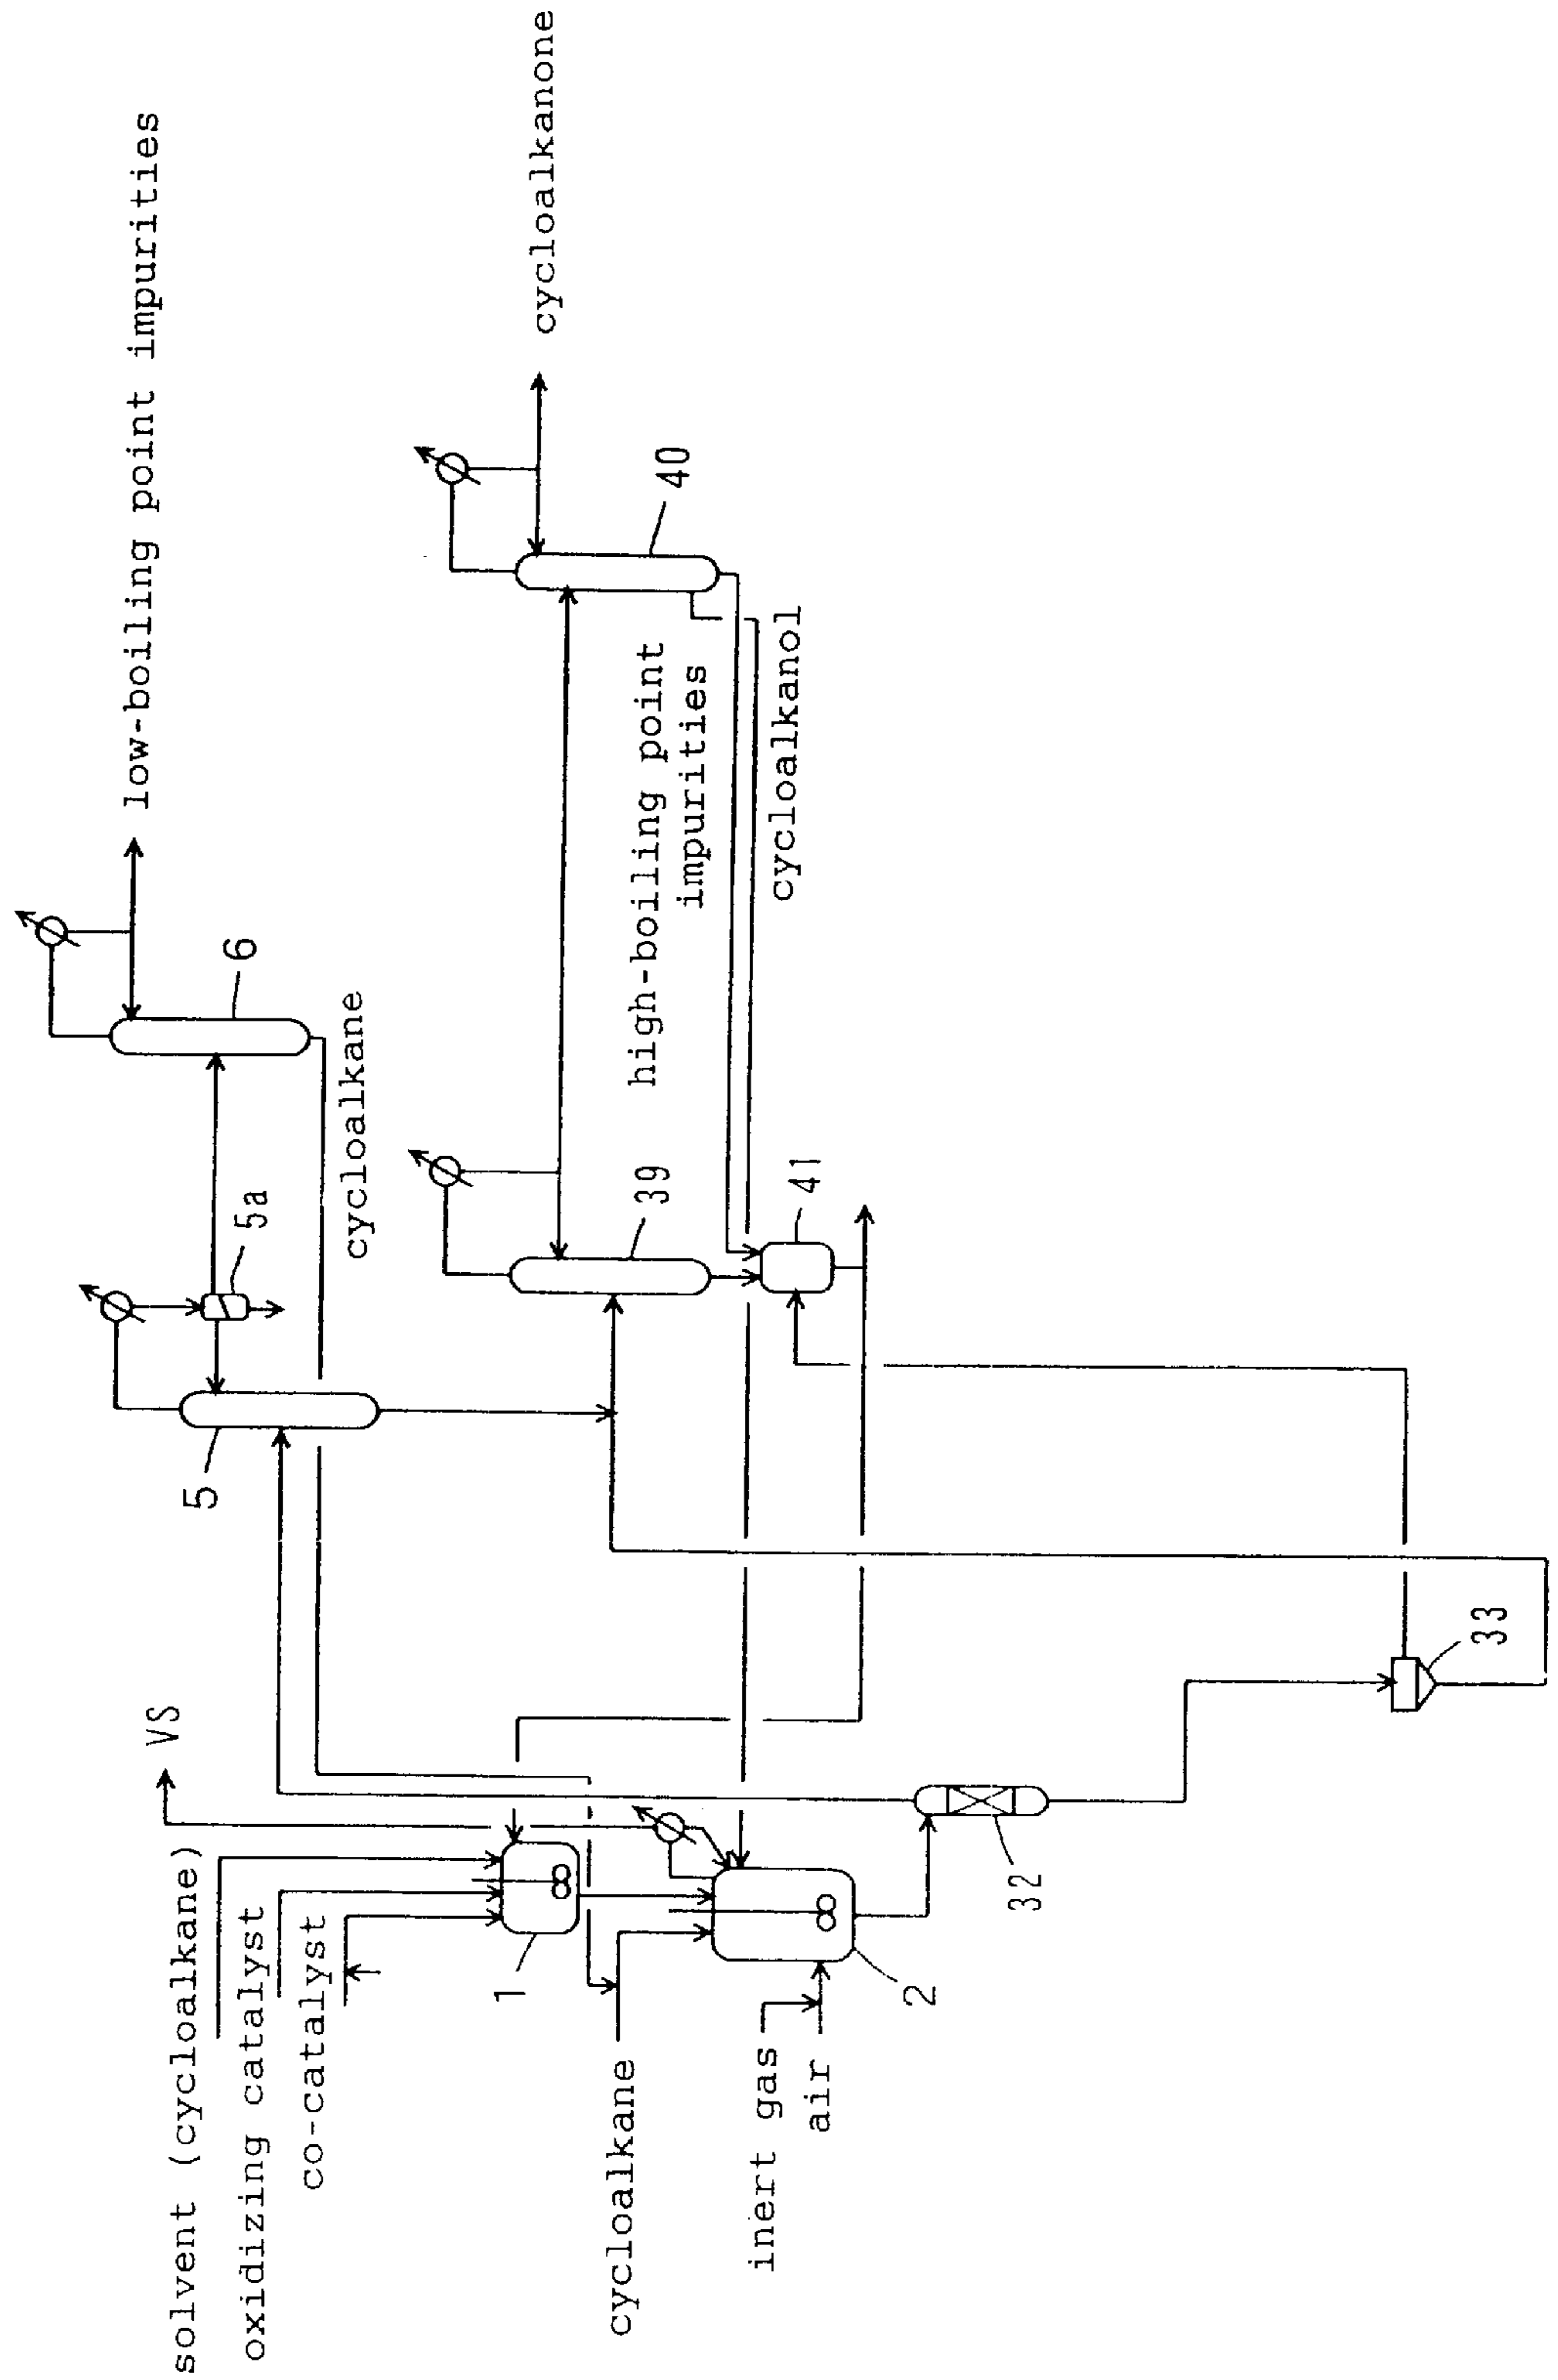 solvent (cycloalkane)
oxidizing catalyst
co-catalyst
cycloalkane
inert gas
air
VS
1
2
32
33
5
5a
6
cycloalkane
low-boiling point impurities
39
41
high-boiling point
impurities
cycloalkanol
40
cycloalkanone